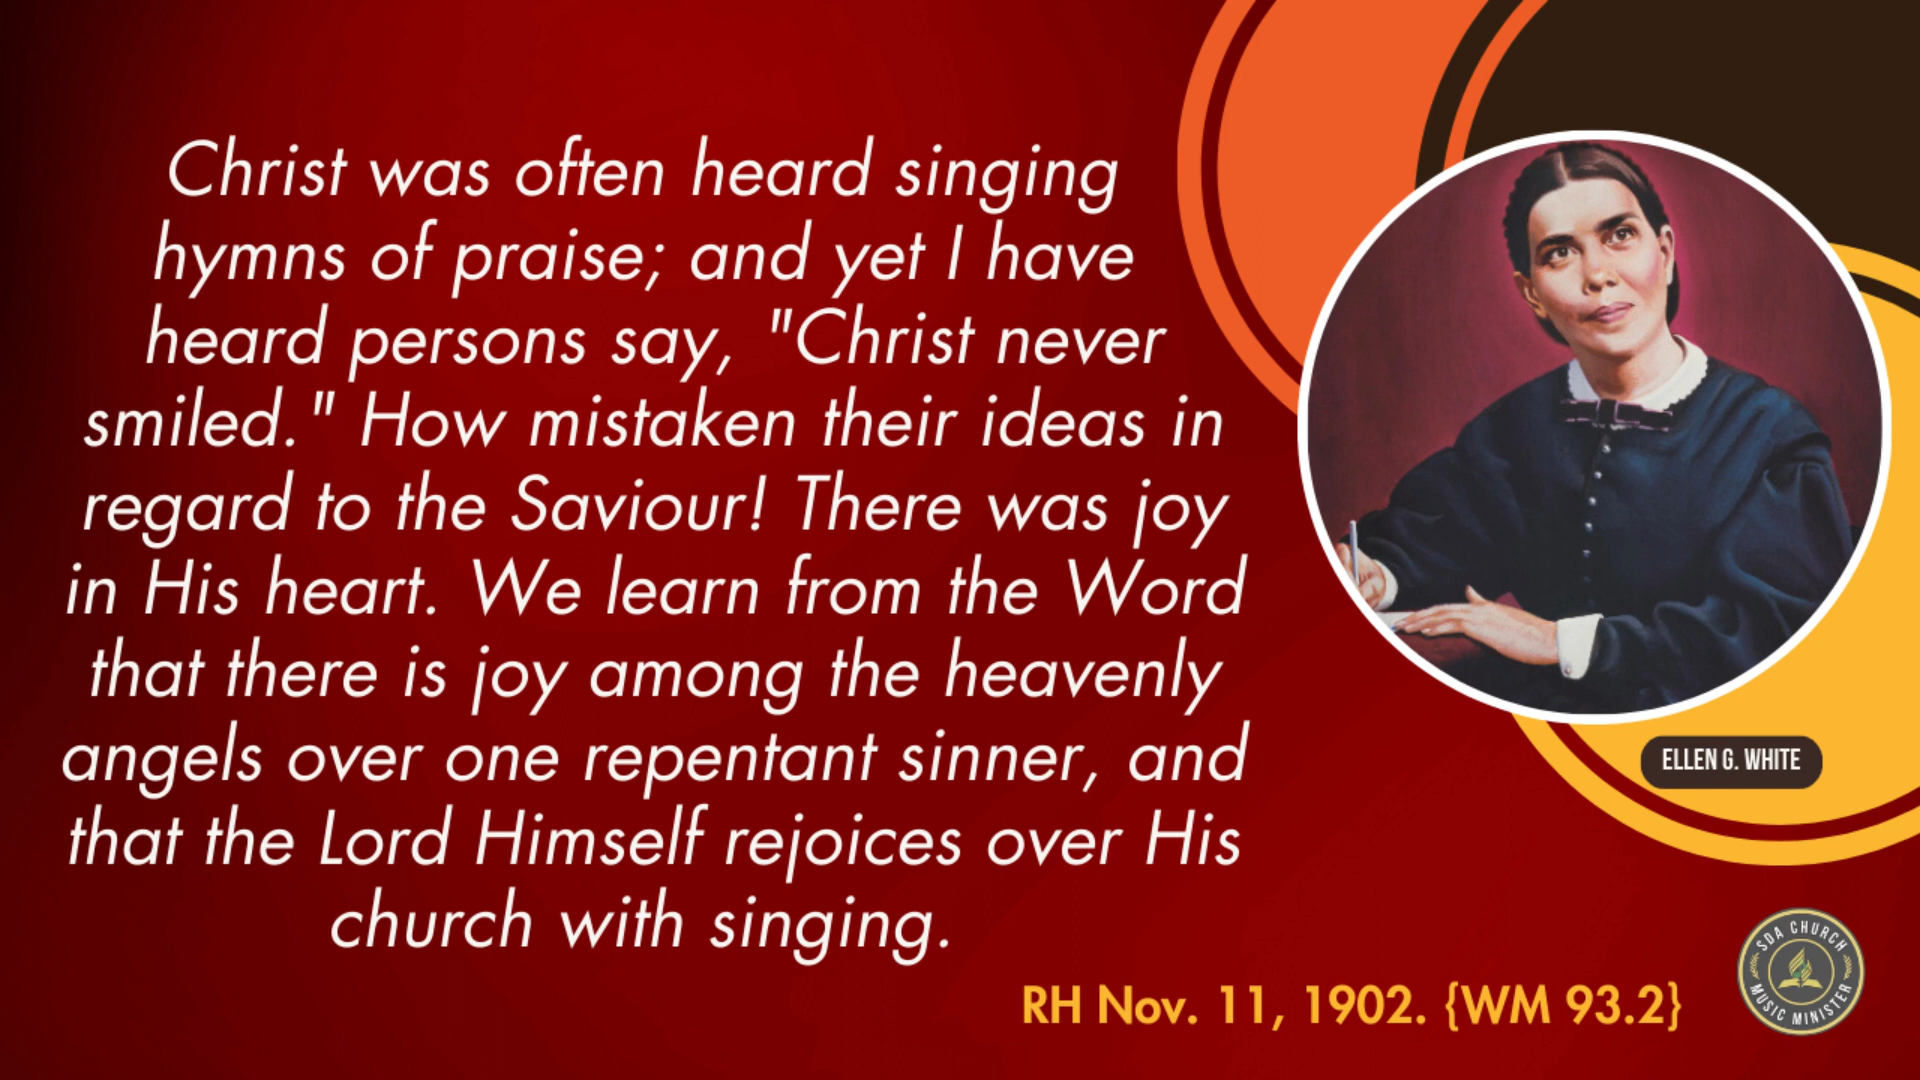 Christ was often heard singing
hymns of praise; and yet I have
heard persons say, "Christ never
smiled." How mistaken their ideas in
regard to the Saviour! There was joy
in His heart. We learn from the Word
that there is joy among the heavenly
angels over one repentant sinner, and
that the Lord Himself rejoices over His
church with singing.
ELLEN G. WHITE
RH Nov. 11, 1902. {WM 93.2}
SDA CHURCH
MUSIC MINISTER